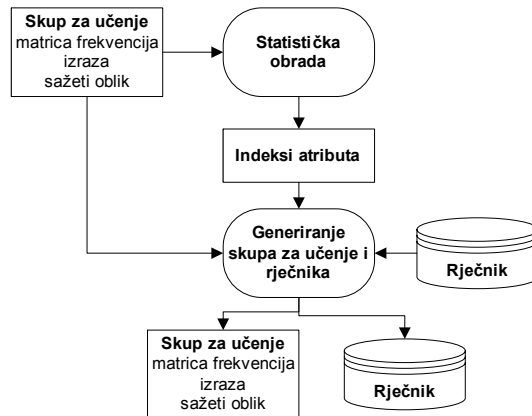 Skup za učenje
matrica frekvencija
izraza
sažeti oblik
Statistička
obrada
Indeksi atributa
Generiranje
skupa za učenje i
rječnika
Rječnik
Skup za učenje
matrica frekvencija
izraza
sažeti oblik
Rječnik